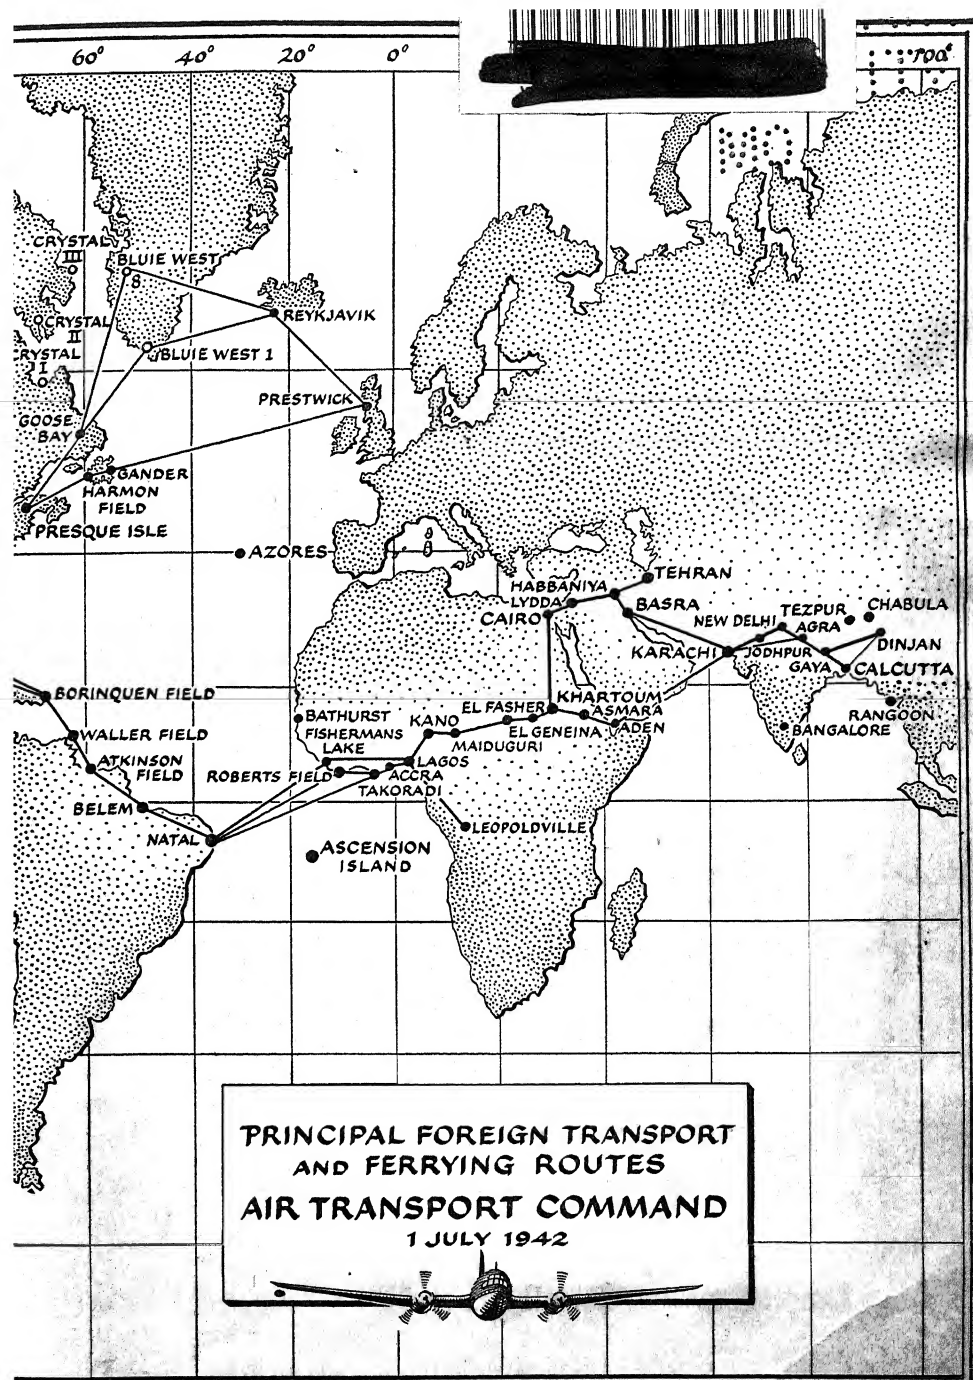 60°
40°
20°
0°
100°
CRYSTAL
III
BLUIE WEST
8
CRYSTAL
II
REYKJAVIK
CRYSTAL
I
BLUIE WEST 1
PRESTWICK
GOOSE
BAY
GANDER
HARMON
FIELD
PRESQUE ISLE
AZORES
TEHRAN
HABBANIYA
LYDDA
CAIRO
BASRA
NEW DELHI
TEZPUR
CHABULA
AGRA
KARACHI
JODHPUR
DINJAN
GAYA
CALCUTTA
BORINQUEN FIELD
KHARTOUM
EL FASHER
ASMARA
BATHURST
KANO
EL GENEINA
ADEN
RANGOON
BANGALORE
WALLER FIELD
FISHERMANS
LAKE
MAIDUGURI
ATKINSON
FIELD
LAGOS
ROBERTS FIELD
ACCRA
TAKORADI
BELEM
LEOPOLDVILLE
NATAL
ASCENSION
ISLAND
PRINCIPAL FOREIGN TRANSPORT
AND FERRYING ROUTES
AIR TRANSPORT COMMAND
1 JULY 1942